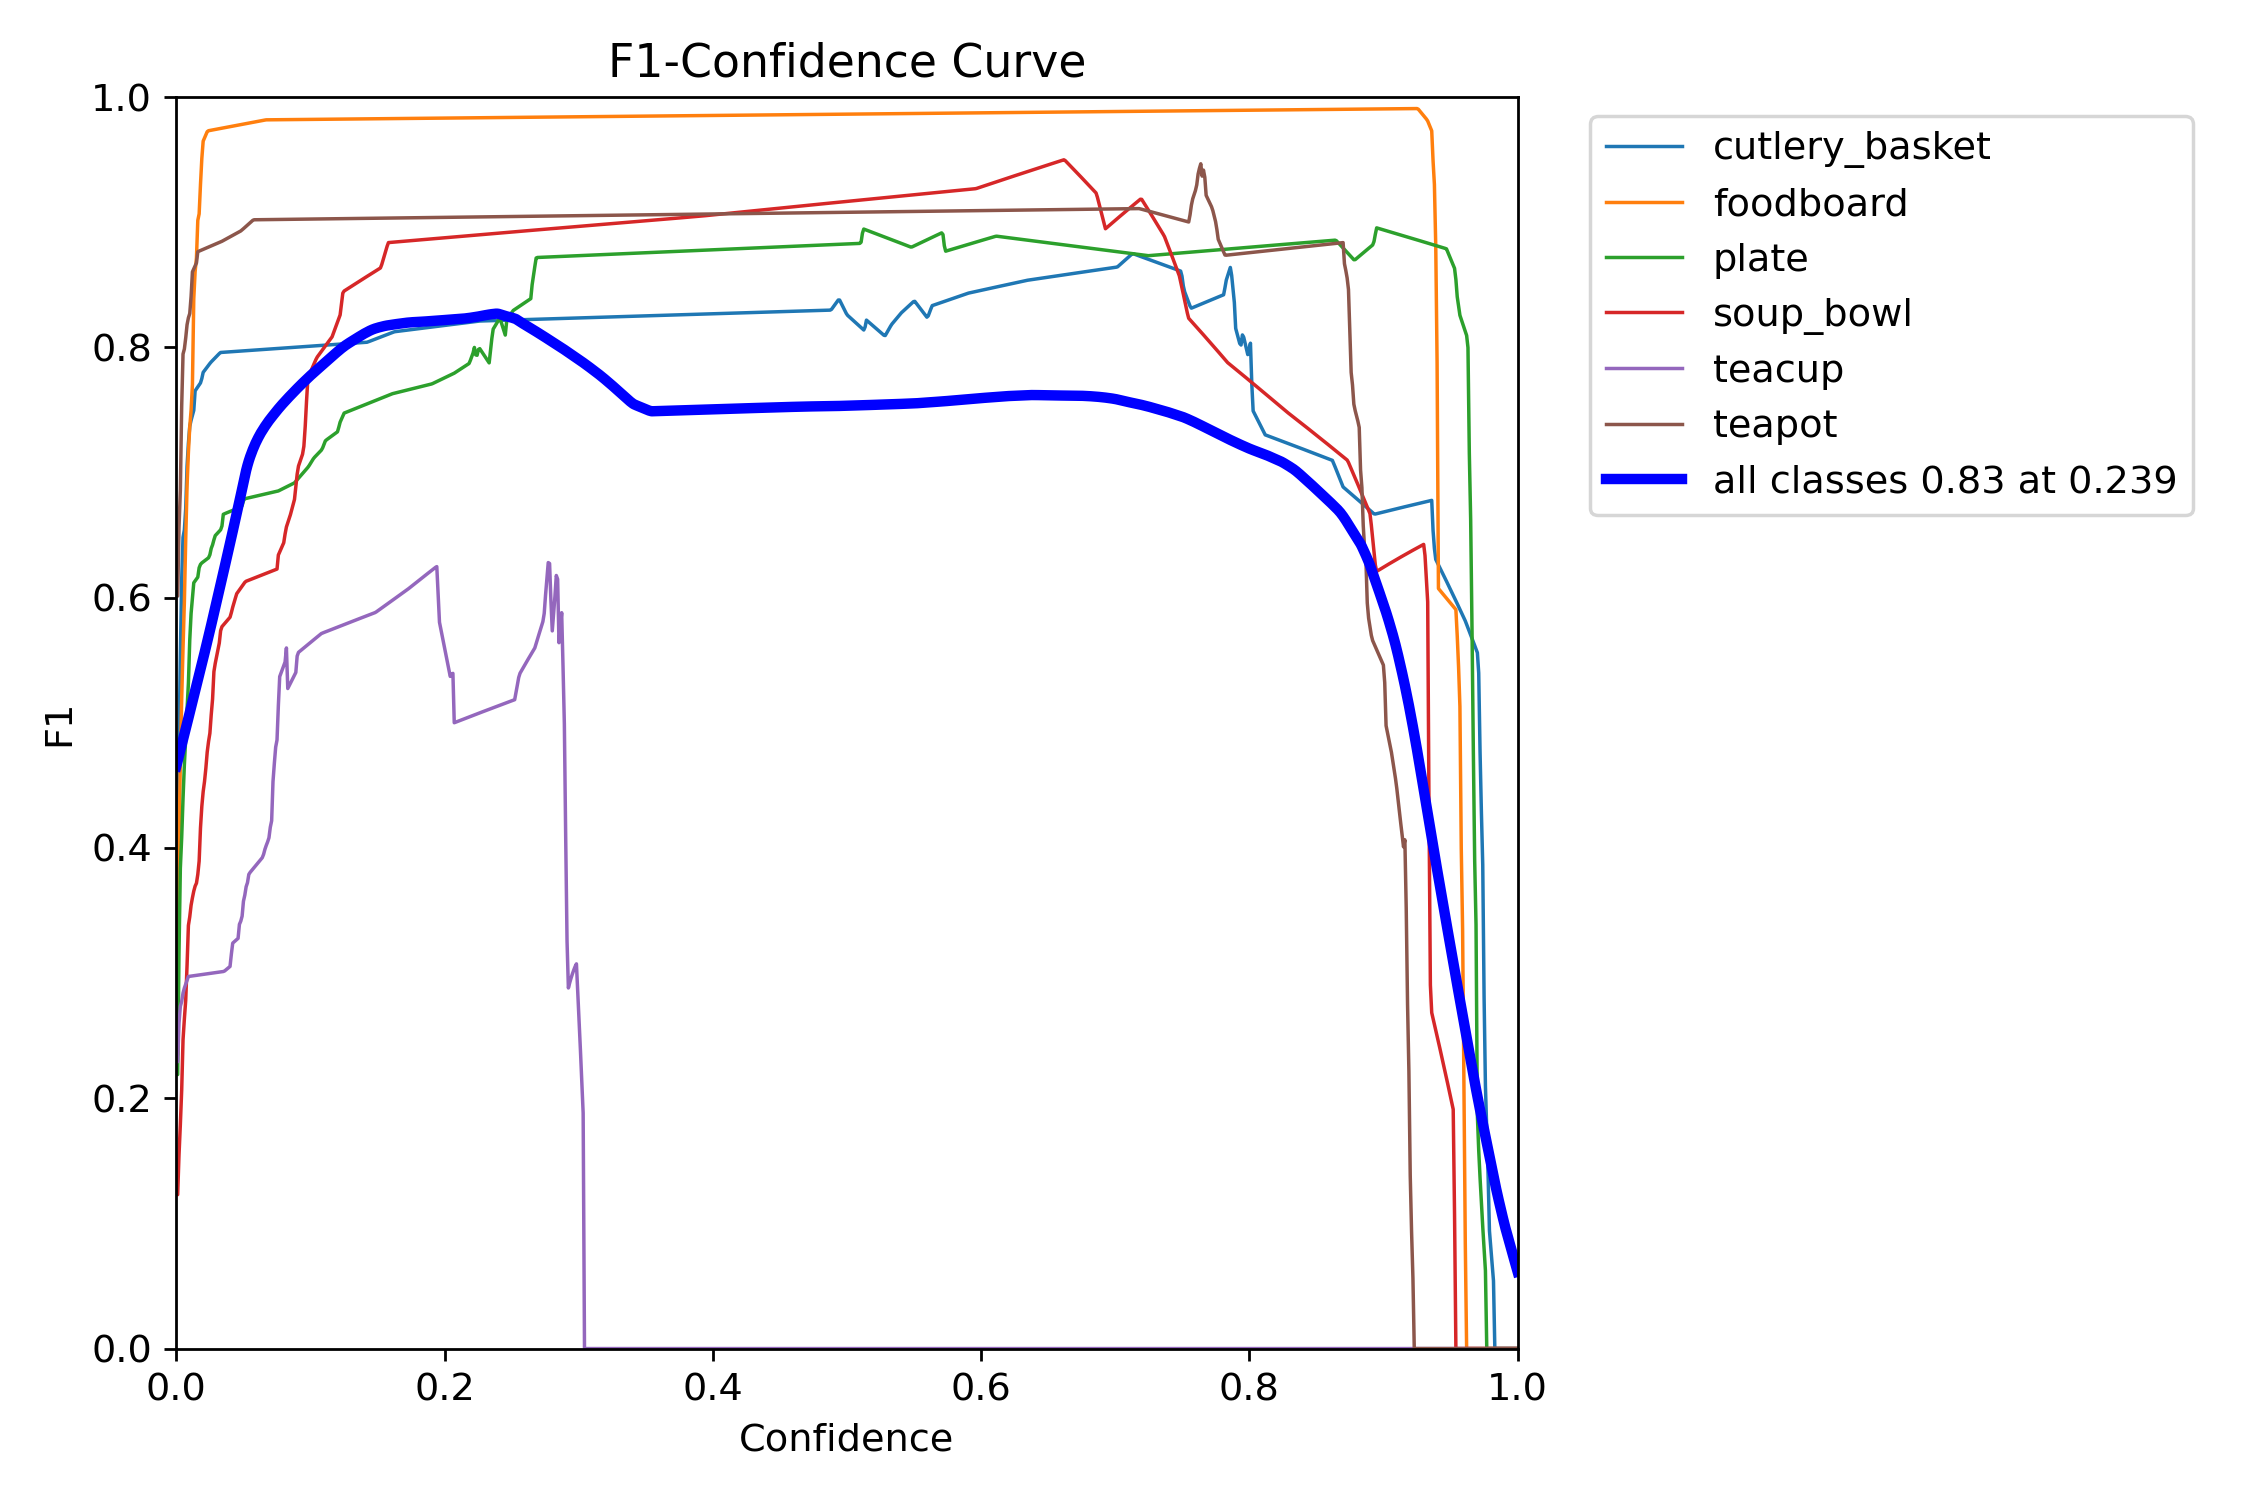 F1-Confidence Curve
1.0
0.8
0.6
0.4
0.2
0.0
F1
0.0 0.2 0.4 0.6 0.8 1.0
Confidence
cutlery_basket
foodboard
plate
soup_bowl
teacup
teapot
all classes 0.83 at 0.239